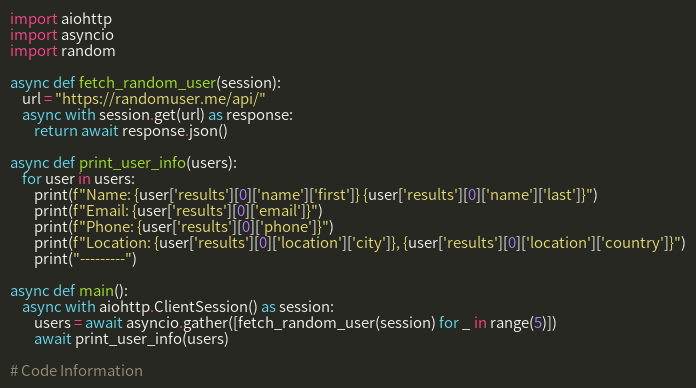 import aiohttp
import asyncio
import random

async def fetch_random_user(session):
    url = "https://randomuser.me/api/"
    async with session.get(url) as response:
        return await response.json()

async def print_user_info(users):
    for user in users:
        print(f"Name: {user['results'][0]['name']['first']} {user['results'][0]['name']['last']}")
        print(f"Email: {user['results'][0]['email']}")
        print(f"Phone: {user['results'][0]['phone']}")
        print(f"Location: {user['results'][0]['location']['city']}, {user['results'][0]['location']['country']}")
        print("---------")

async def main():
    async with aiohttp.ClientSession() as session:
        users = await asyncio.gather([fetch_random_user(session) for _ in range(5)])
        await print_user_info(users)

# Code Information